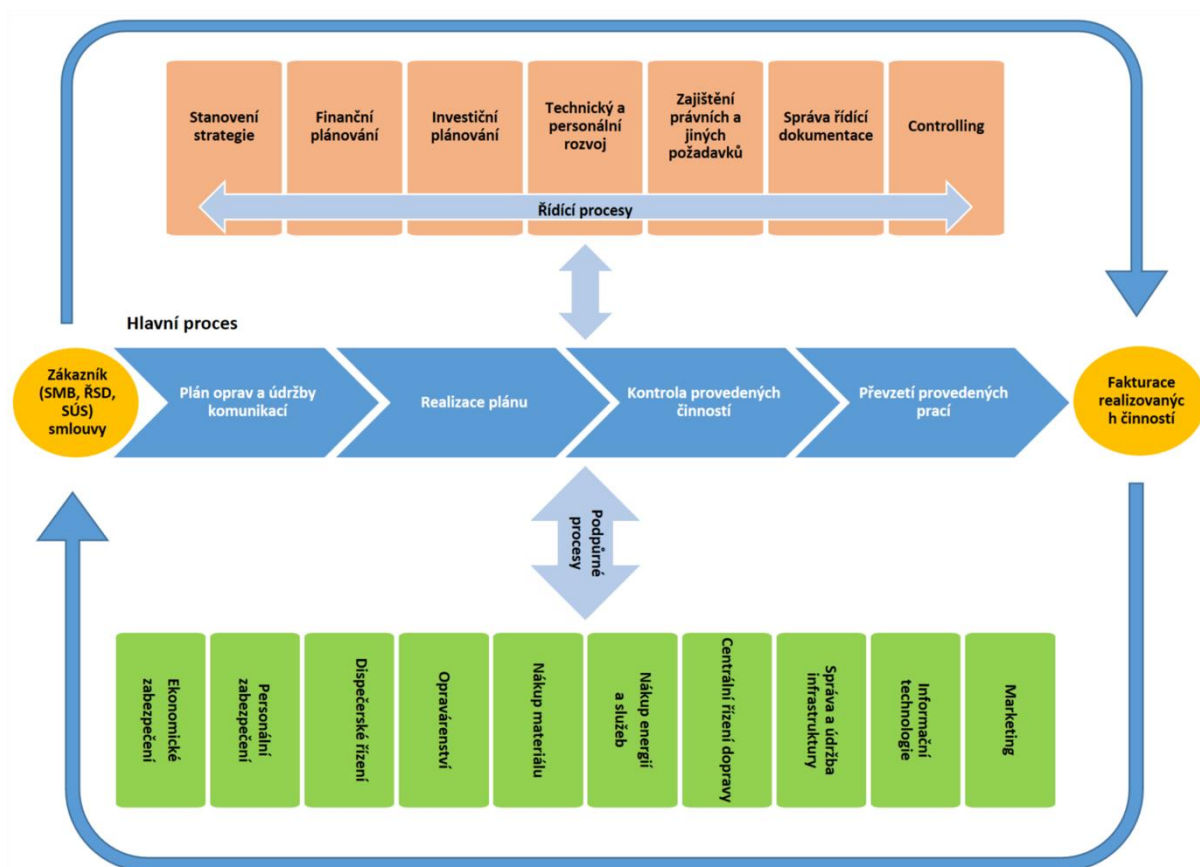 Stanovení
strategie
Finanční
plánování
Investiční
plánování
Technický a
personální
rozvoj
Zajištění
právních a
jiných
požadavků
Správa řídící
dokumentace
Controlling
Řídící procesy
Hlavní proces
Zákazník
(SMB, ŘSD,
SÚS)
smlouvy
Plán oprav a údržby
komunikací
Realizace plánu
Kontrola provedených
činností
Převzetí provedených
prací
Fakturace
realizovanýc
h činností
Podpůrné
procesy
Ekonomické
zabezpečení
Personální
zabezpečení
Dispečerské řízení
Opravárenství
Nákup materiálu
Nákup energií
a služeb
Centrální řízení dopravy
Správa a údržba
infrastruktury
Informační
technologie
Marketing